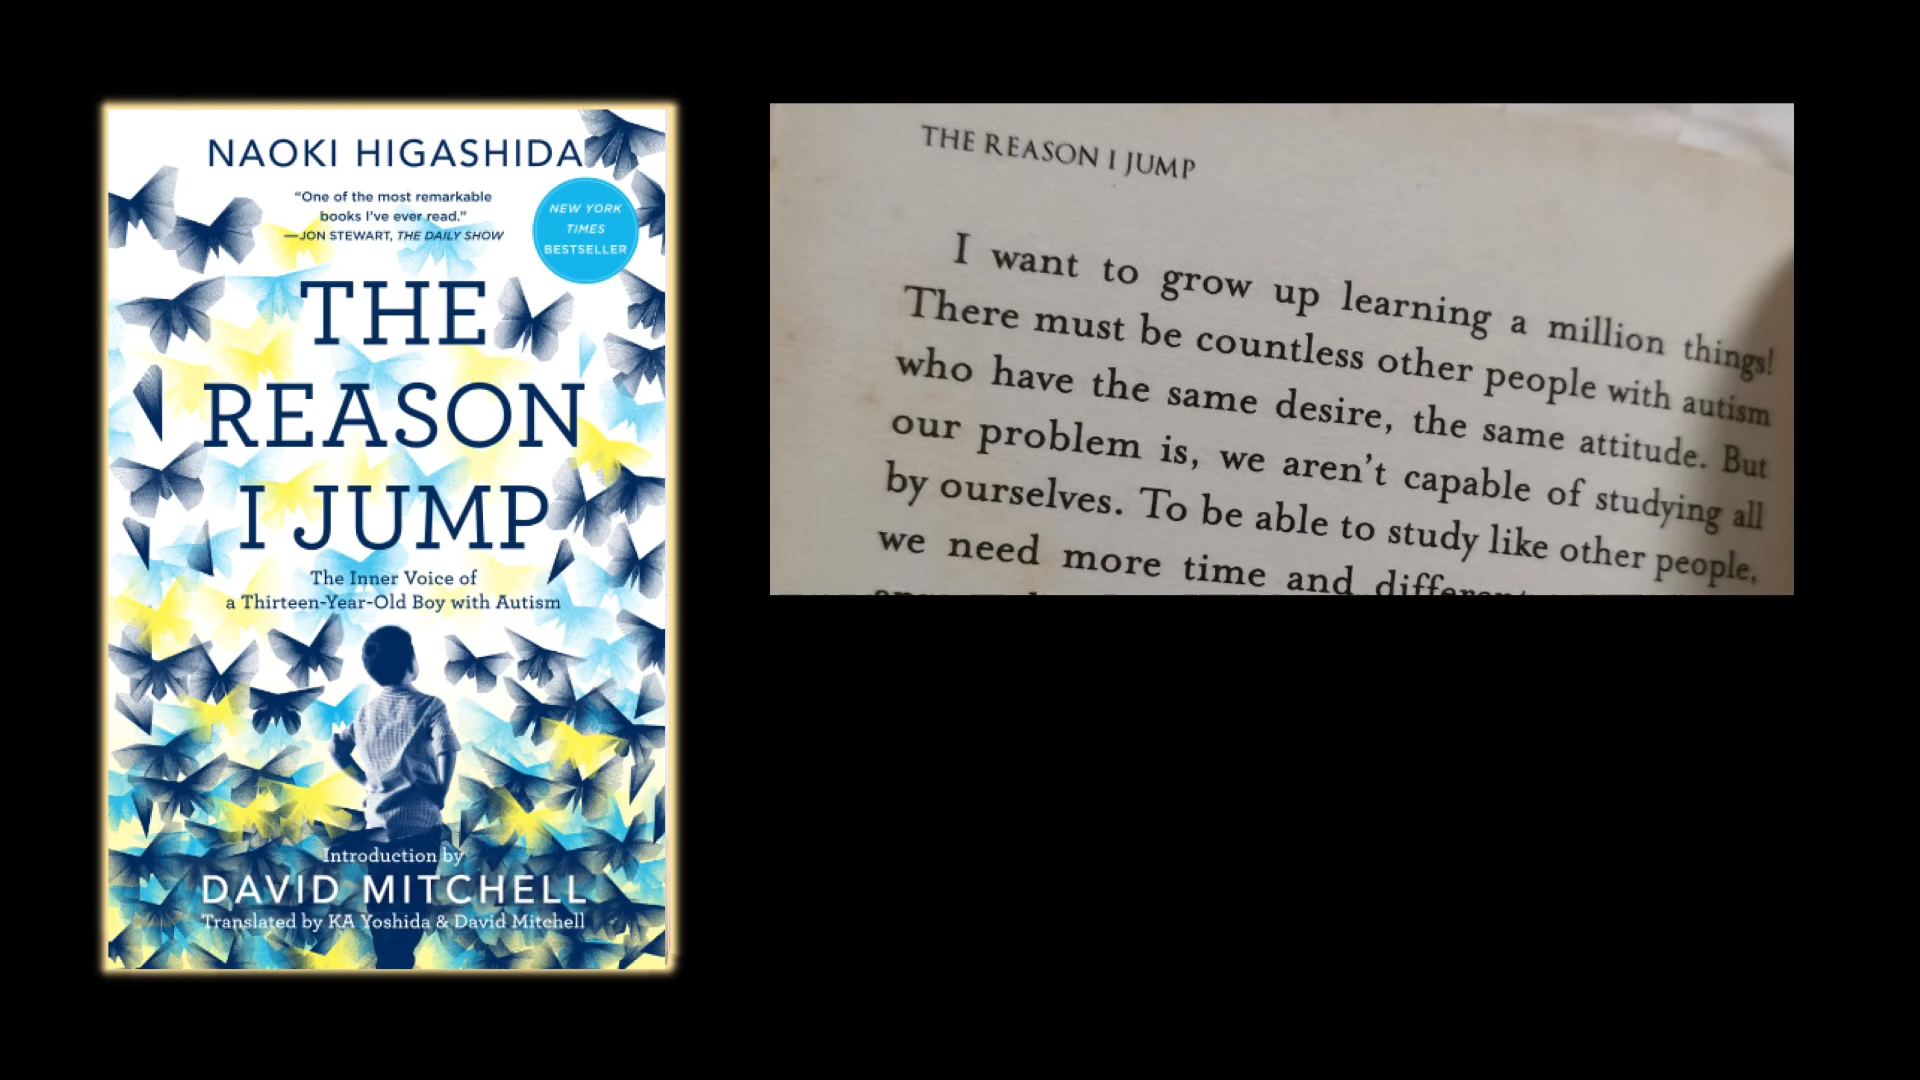 NAOKI HIGASHIDA
“One of the most remarkable
books I’ve ever read.”
—JON STEWART, THE DAILY SHOW
NEW YORK
TIMES
BESTSELLER
THE
REASON
I JUMP
The Inner Voice of
a Thirteen-Year-Old Boy with Autism
Introduction by
DAVID MITCHELL
Translated by KA Yoshida & David Mitchell
THE REASON I JUMP
I want to grow up learning a million things!
There must be countless other people with autism
who have the same desire, the same attitude. But
our problem is, we aren’t capable of studying all
by ourselves. To be able to study like other people,
we need more time and